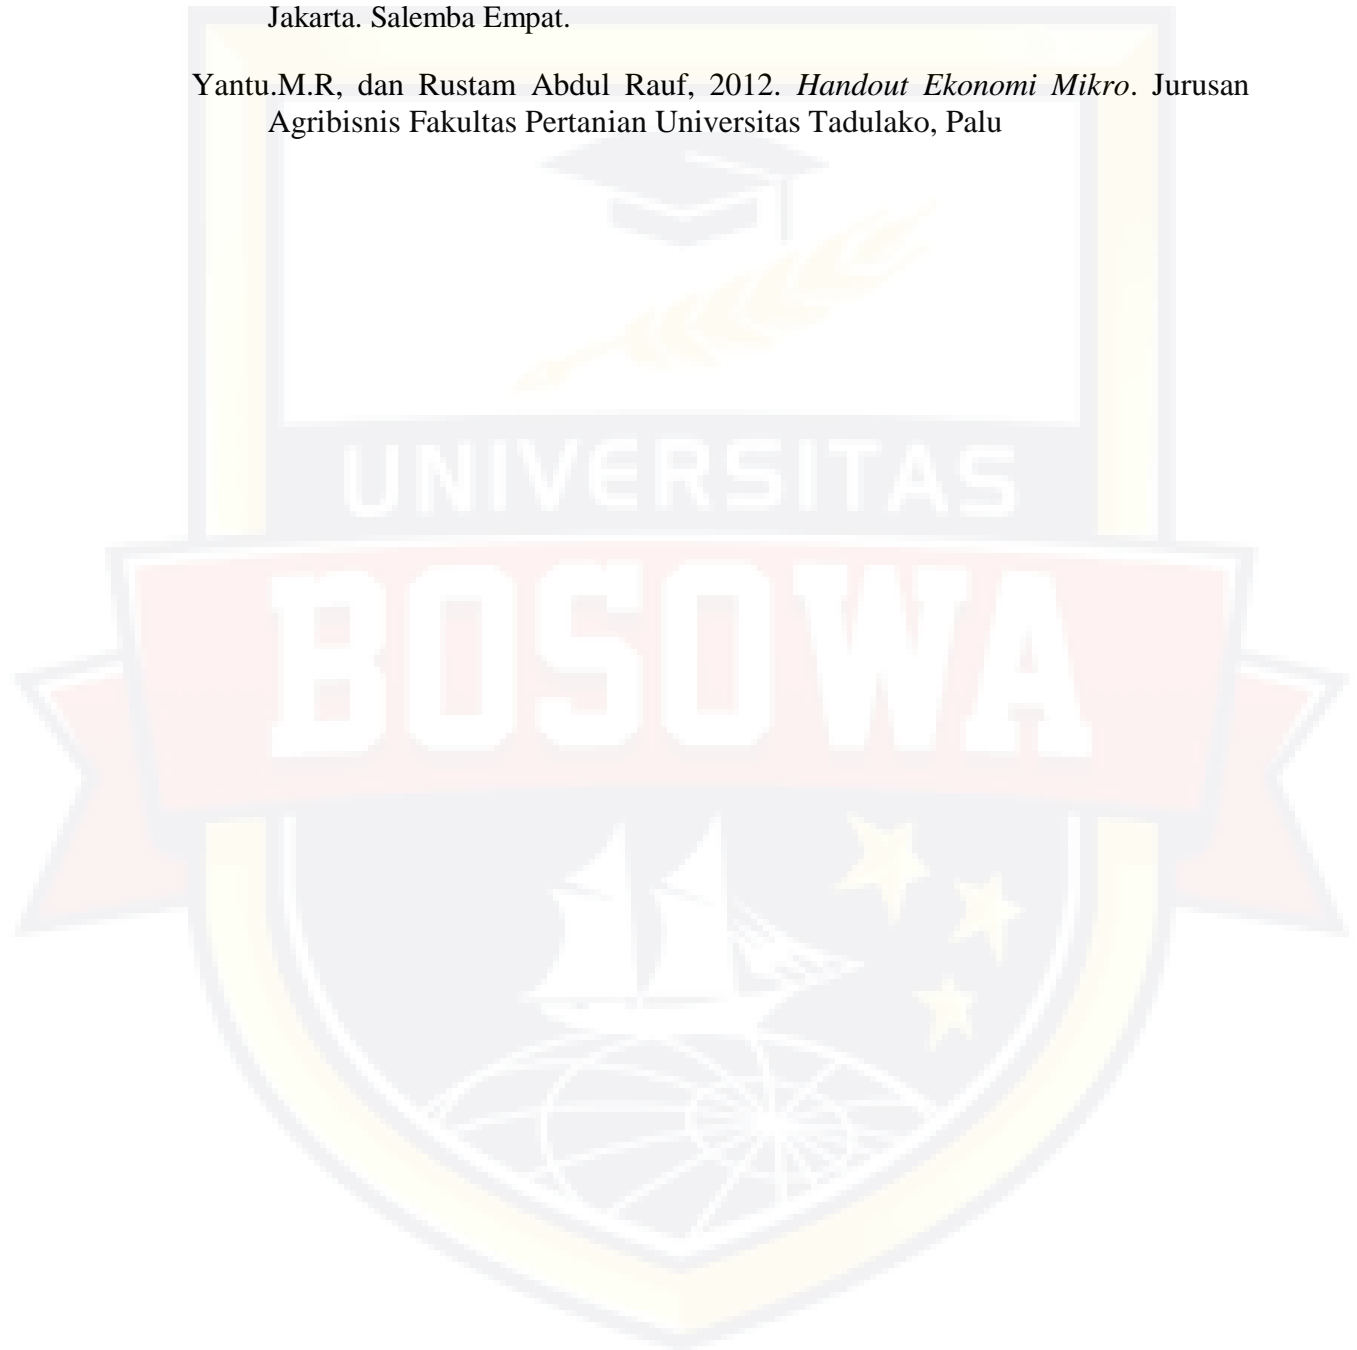 Jakarta. Salemba Empat.
Yantu.M.R, dan Rustam Abdul Rauf, 2012. Handout Ekonomi Mikro. Jurusan
Agribisnis Fakultas Pertanian Universitas Tadulako, Palu
UNIVERSITAS
BOSOWA